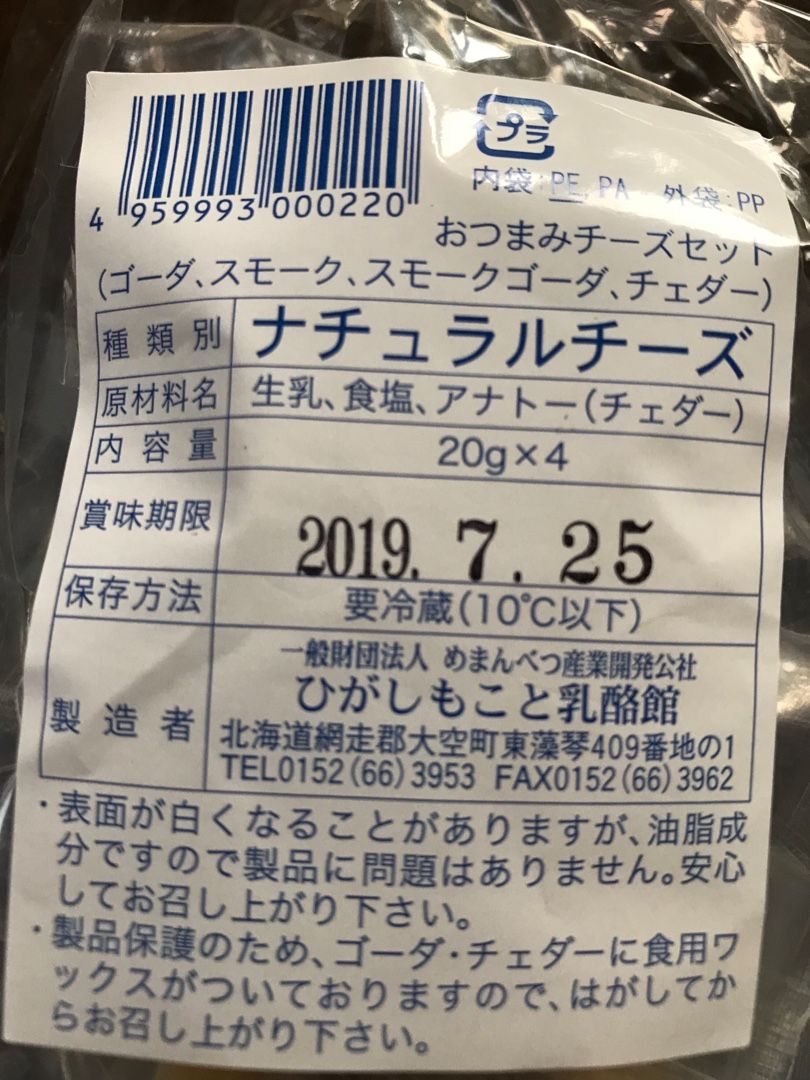 プラ
内袋:PE,PA 外袋:PP
4 959993 000220
おつまみチーズセット
(ゴーダ、スモーク、スモークゴーダ、チェダー)
種類別 ナチュラルチーズ
原材料名 生乳、食塩、アナトー(チェダー)
内容量 20g×4
賞味期限 2019. 7. 25
保存方法 要冷蔵(10℃以下)
製造者 一般財団法人 めまんべつ産業開発公社
ひがしもこと乳酪館
北海道網走郡大空町東藻琴409番地の1
TEL0152(66)3953 FAX0152(66)3962
・表面が白くなることがありますが、油脂成
分ですので製品に問題はありません。安心
してお召し上がり下さい。
・製品保護のため、ゴーダ・チェダーに食用ワ
ックスがついておりますので、はがしてか
らお召し上がり下さい。